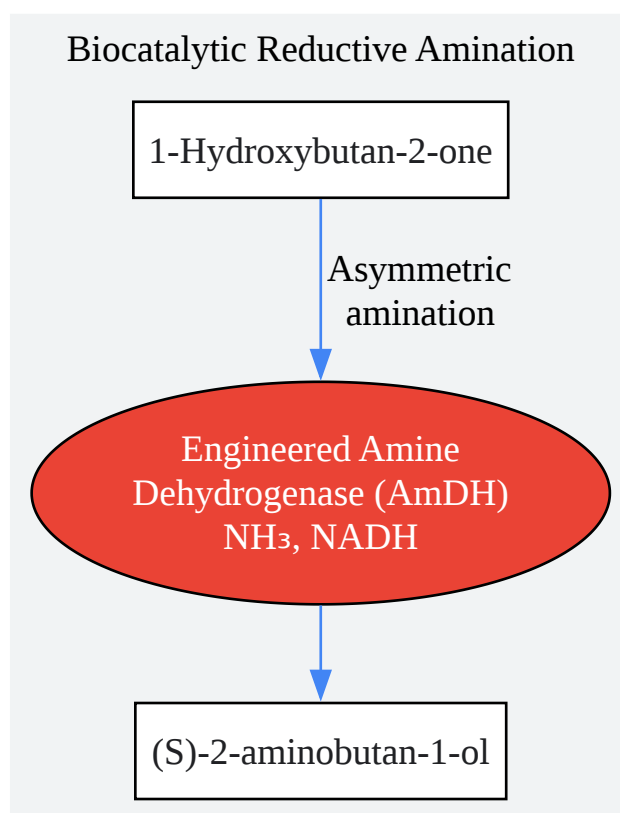 Biocatalytic Reductive Amination
1-Hydroxybutan-2-one
Asymmetric
amination
Engineered Amine
Dehydrogenase (AmDH)
NH₃, NADH
(S)-2-aminobutan-1-ol